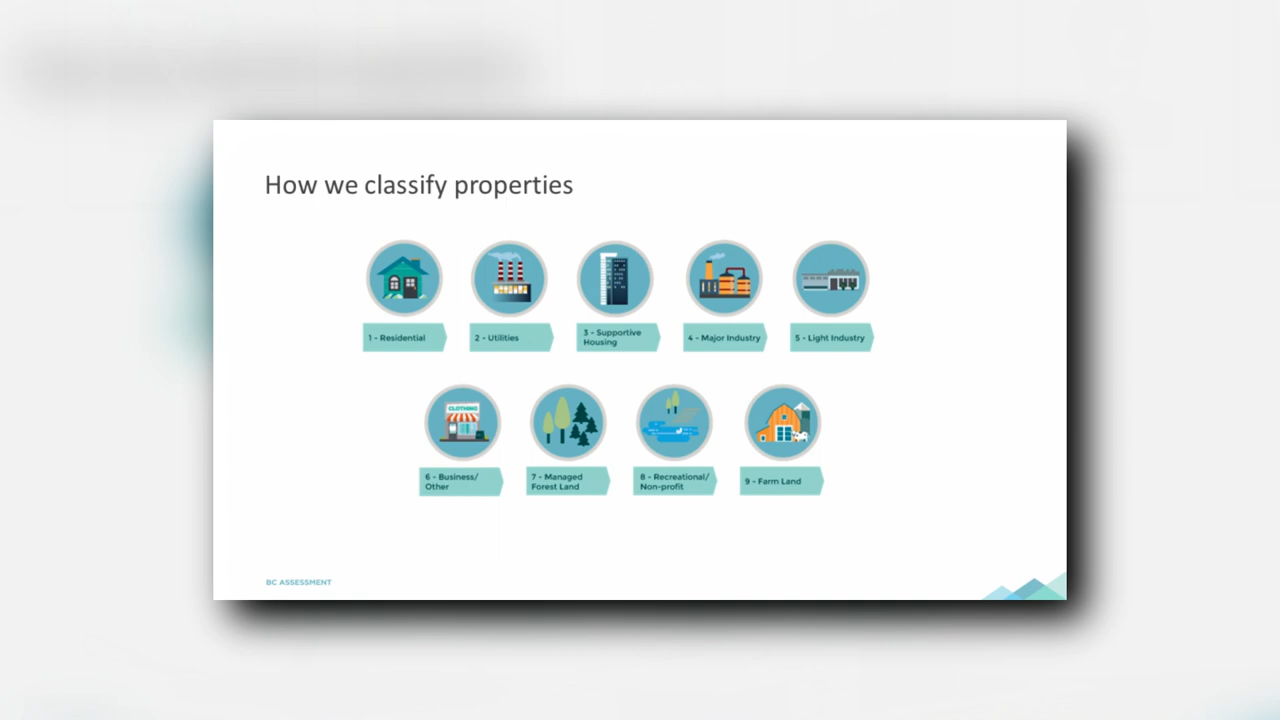 How we classify properties
1 - Residential
2 - Utilities
3 - Supportive
Housing
4 - Major Industry
5 - Light Industry
CLOTHING
6 - Business/
Other
7 - Managed
Forest Land
8 - Recreational/
Non-profit
9 - Farm Land
BC ASSESSMENT